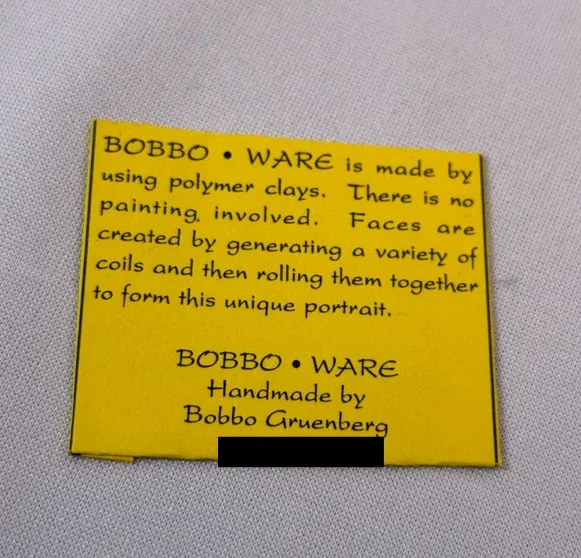 BOBBO • WARE is made by
using polymer clays. There is no
painting involved. Faces are
created by generating a variety of
coils and then rolling them together
to form this unique portrait.
BOBBO • WARE
Handmade by
Bobbo Gruenberg